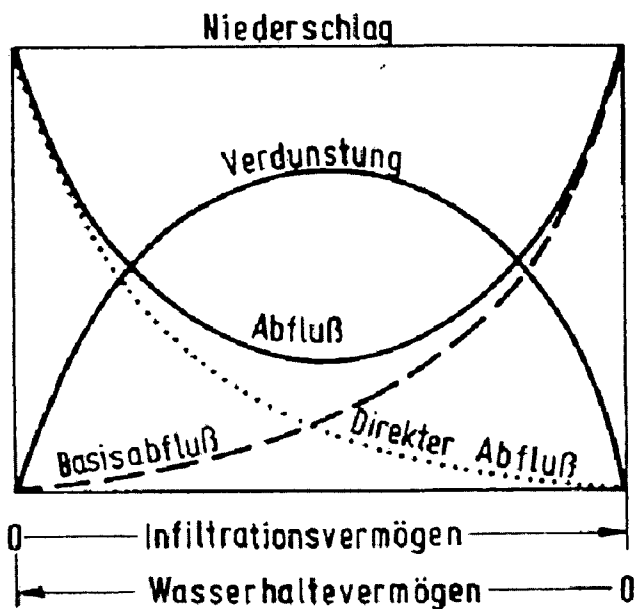 Niederschlag
Verdunstung
Abfluß
Basisabfluß
Direkter Abfluß
0 Infiltrationsvermögen
Wasserhaltevermögen 0